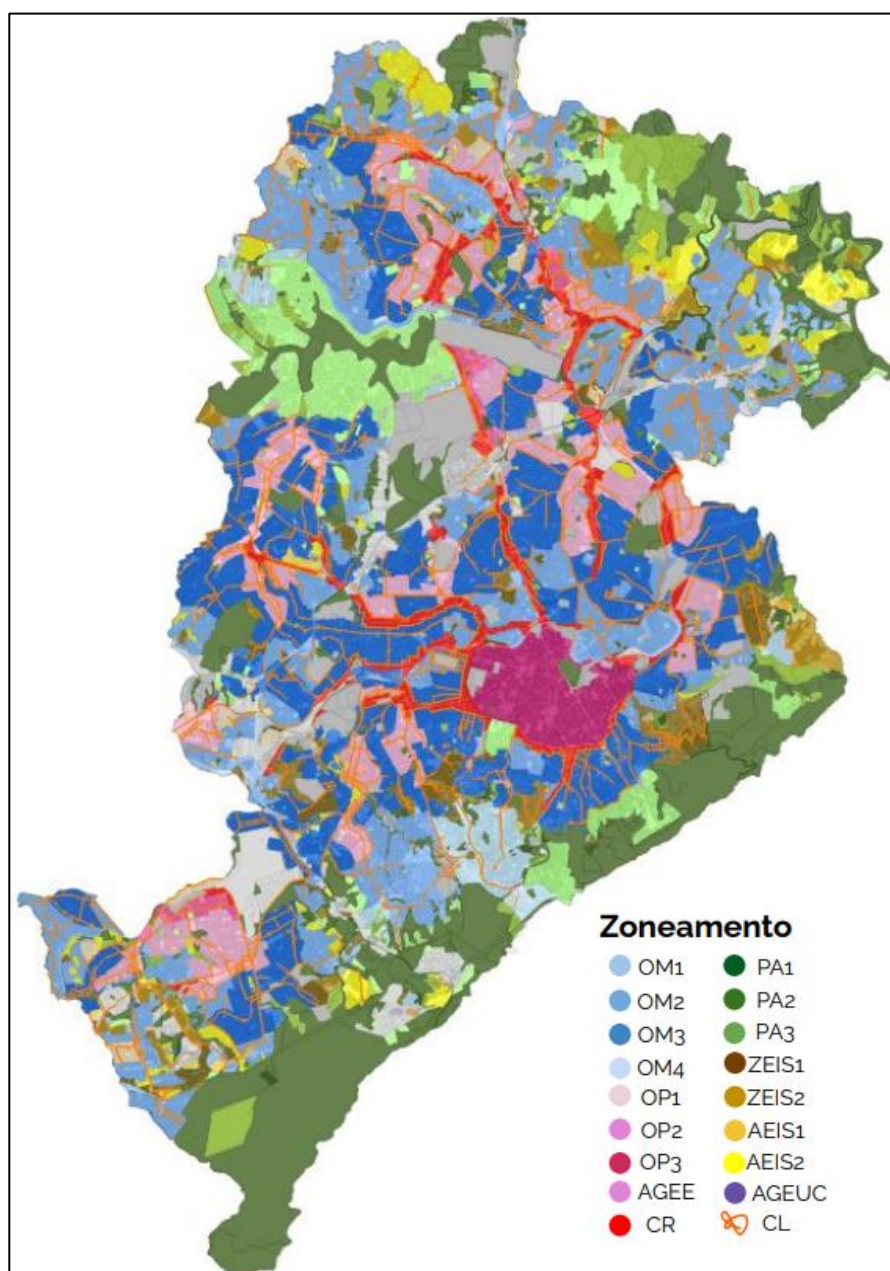 Zoneamento
OM1 PA1
OM2 PA2
OM3 PA3
OM4 ZEIS1
OP1 ZEIS2
OP2 AEIS1
OP3 AEIS2
AGEE AGEUC
CR CL